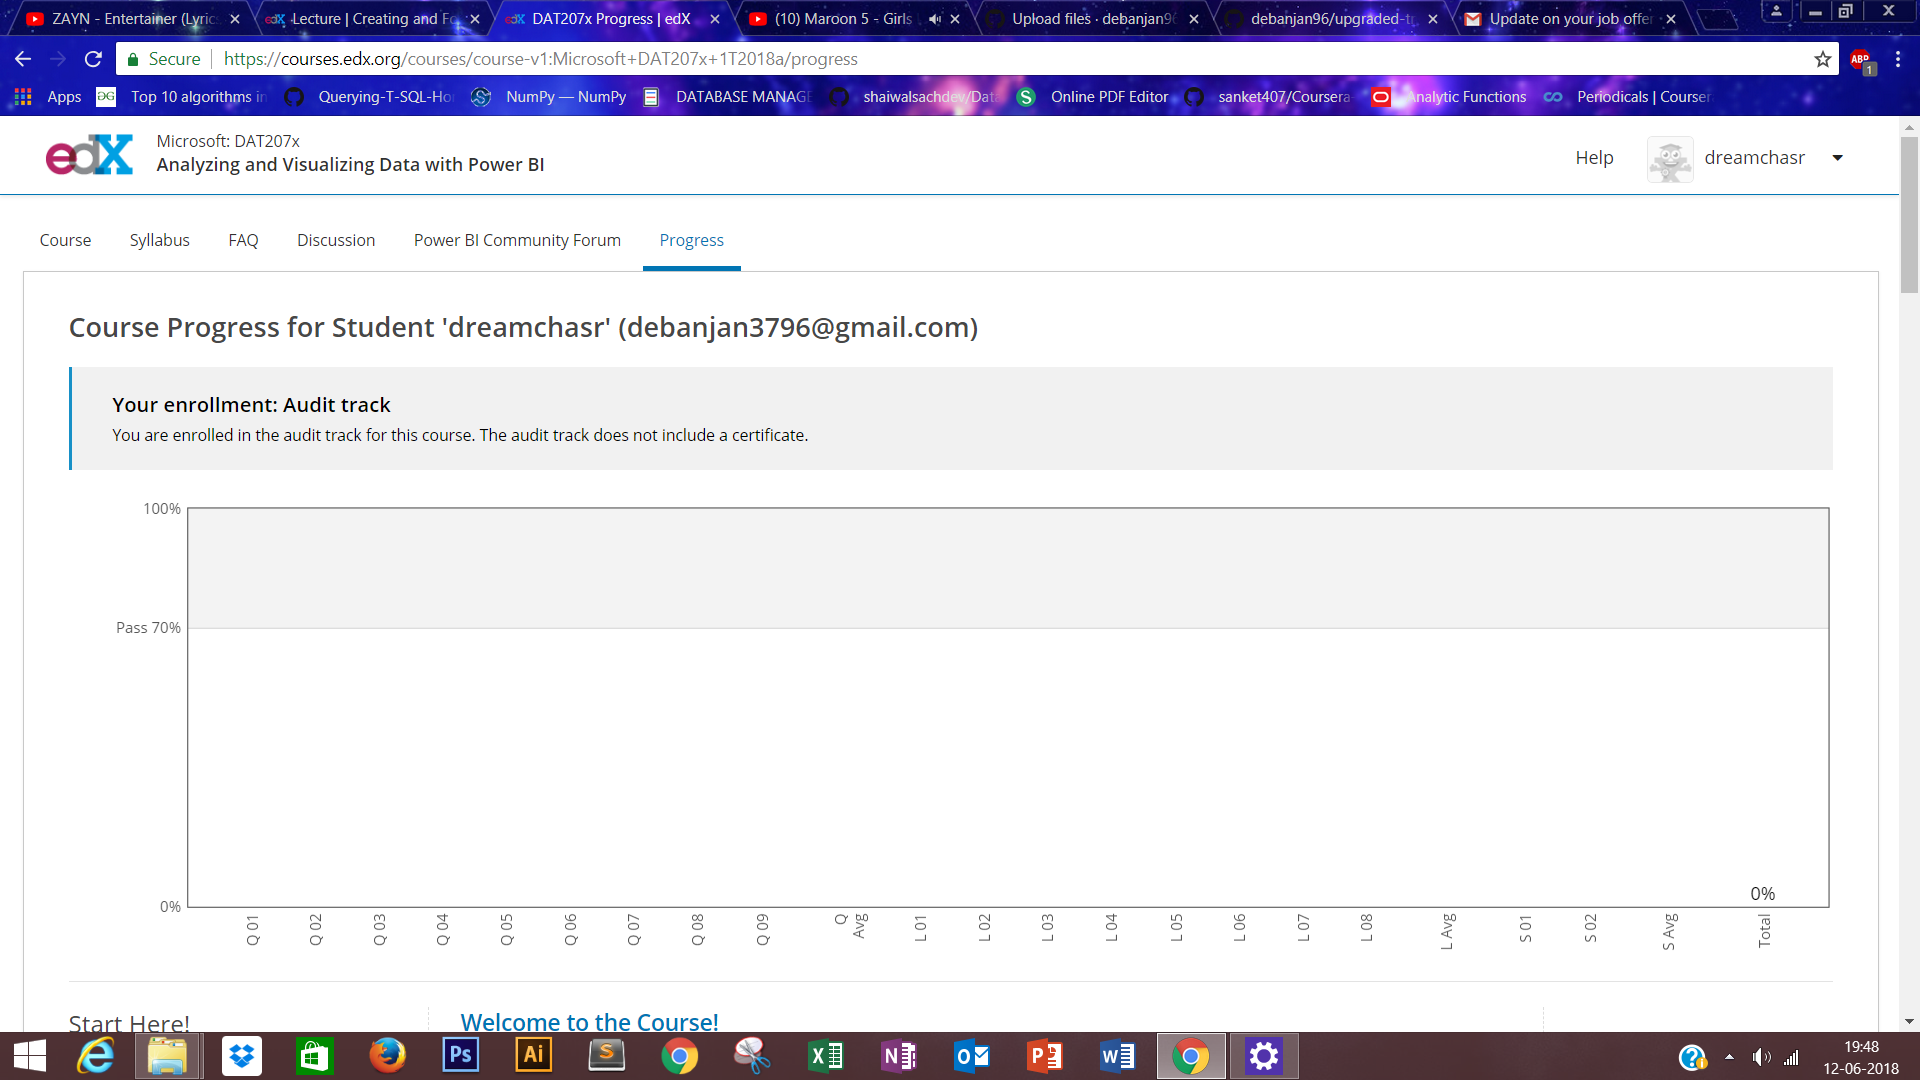 ZAYN - Entertainer (Lyric
Lecture | Creating and Fo
DAT207x Progress | edX
(10) Maroon 5 - Girls L
Upload files · debanjan96
debanjan96/upgraded-tr
Update on your job offer
Secure
https://courses.edx.org/courses/course-v1:Microsoft+DAT207x+1T2018a/progress
ABP
1
Apps
Top 10 algorithms in
Querying-T-SQL-Ho
NumPy — NumPy
DATABASE MANAGE
shaiwalsachdev/Data
Online PDF Editor
sanket407/Coursera-
Analytic Functions
Periodicals | Courser
edX
Microsoft: DAT207x
Analyzing and Visualizing Data with Power BI
Help
dreamchasr
Course
Syllabus
FAQ
Discussion
Power BI Community Forum
Progress
Course Progress for Student 'dreamchasr' (debanjan3796@gmail.com)
Your enrollment: Audit track
You are enrolled in the audit track for this course. The audit track does not include a certificate.
100%
Pass 70%
0%
0%
Q 01
Q 02
Q 03
Q 04
Q 05
Q 06
Q 07
Q 08
Q 09
Q Avg
L 01
L 02
L 03
L 04
L 05
L 06
L 07
L 08
L Avg
S 01
S 02
S Avg
Total
Start Here!
Welcome to the Course!
Ps
Ai
19:48
12-06-2018